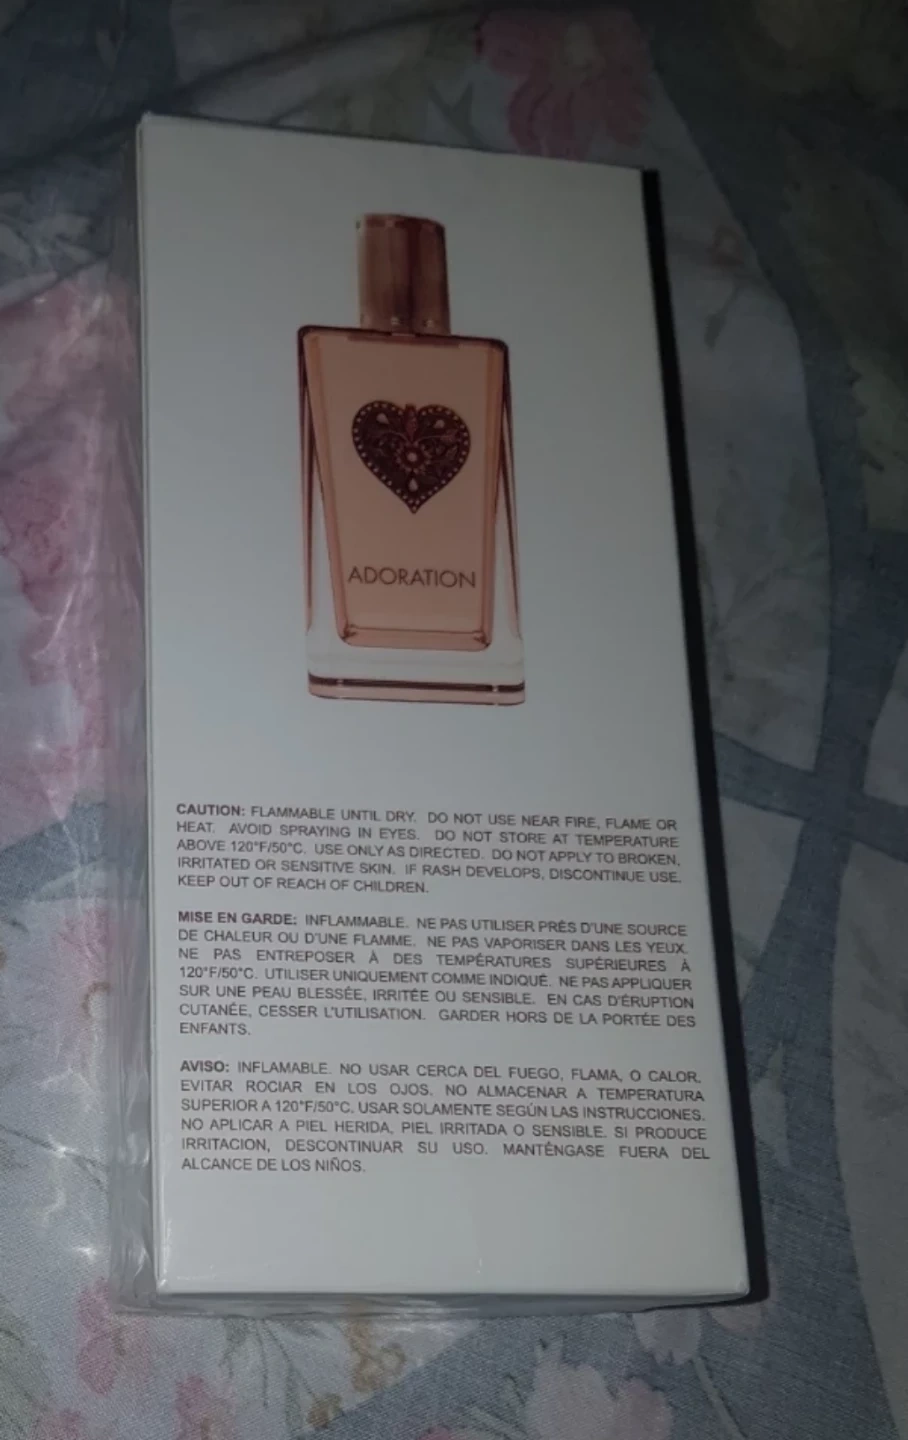 ADORATION
CAUTION: FLAMMABLE UNTIL DRY. DO NOT USE NEAR FIRE, FLAME OR
HEAT. AVOID SPRAYING IN EYES. DO NOT STORE AT TEMPERATURE
ABOVE 120°F/50°C. USE ONLY AS DIRECTED. DO NOT APPLY TO BROKEN,
IRRITATED OR SENSITIVE SKIN. IF RASH DEVELOPS, DISCONTINUE USE.
KEEP OUT OF REACH OF CHILDREN.
MISE EN GARDE: INFLAMMABLE. NE PAS UTILISER PRÈS D'UNE SOURCE
DE CHALEUR OU D'UNE FLAMME. NE PAS VAPORISER DANS LES YEUX.
NE PAS ENTREPOSER À DES TEMPÉRATURES SUPÉRIEURES À
120°F/50°C. UTILISER UNIQUEMENT COMME INDIQUÉ. NE PAS APPLIQUER
SUR UNE PEAU BLESSÉE, IRRITÉE OU SENSIBLE. EN CAS D'ÉRUPTION
CUTANÉE, CESSER L'UTILISATION. GARDER HORS DE LA PORTÉE DES
ENFANTS.
AVISO: INFLAMABLE. NO USAR CERCA DEL FUEGO, FLAMA, O CALOR.
EVITAR ROCIAR EN LOS OJOS. NO ALMACENAR A TEMPERATURA
SUPERIOR A 120°F/50°C. USAR SOLAMENTE SEGÚN LAS INSTRUCCIONES.
NO APLICAR A PIEL HERIDA, PIEL IRRITADA O SENSIBLE. SI PRODUCE
IRRITACION, DESCONTINUAR SU USO. MANTÉNGASE FUERA DEL
ALCANCE DE LOS NIÑOS.